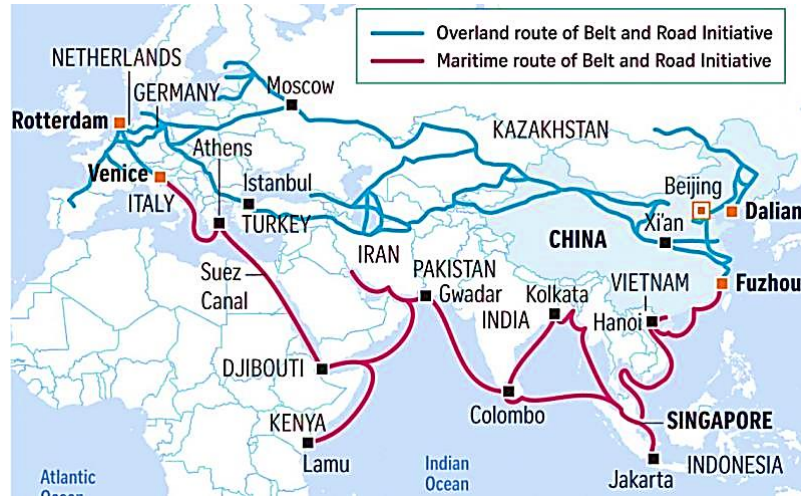 Overland route of Belt and Road Initiative
Maritime route of Belt and Road Initiative
NETHERLANDS
GERMANY
Moscow
Rotterdam
KAZAKHSTAN
Athens
Venice
Istanbul
Beijing
ITALY
TURKEY
Dalian
Xi'an
CHINA
IRAN
Suez
Canal
PAKISTAN
Gwadar
Kolkata
VIETNAM
Fuzhou
INDIA
Hanoi
DJIBOUTI
Colombo
KENYA
SINGAPORE
Lamu
Indian
Ocean
Jakarta
INDONESIA
Atlantic
Ocean